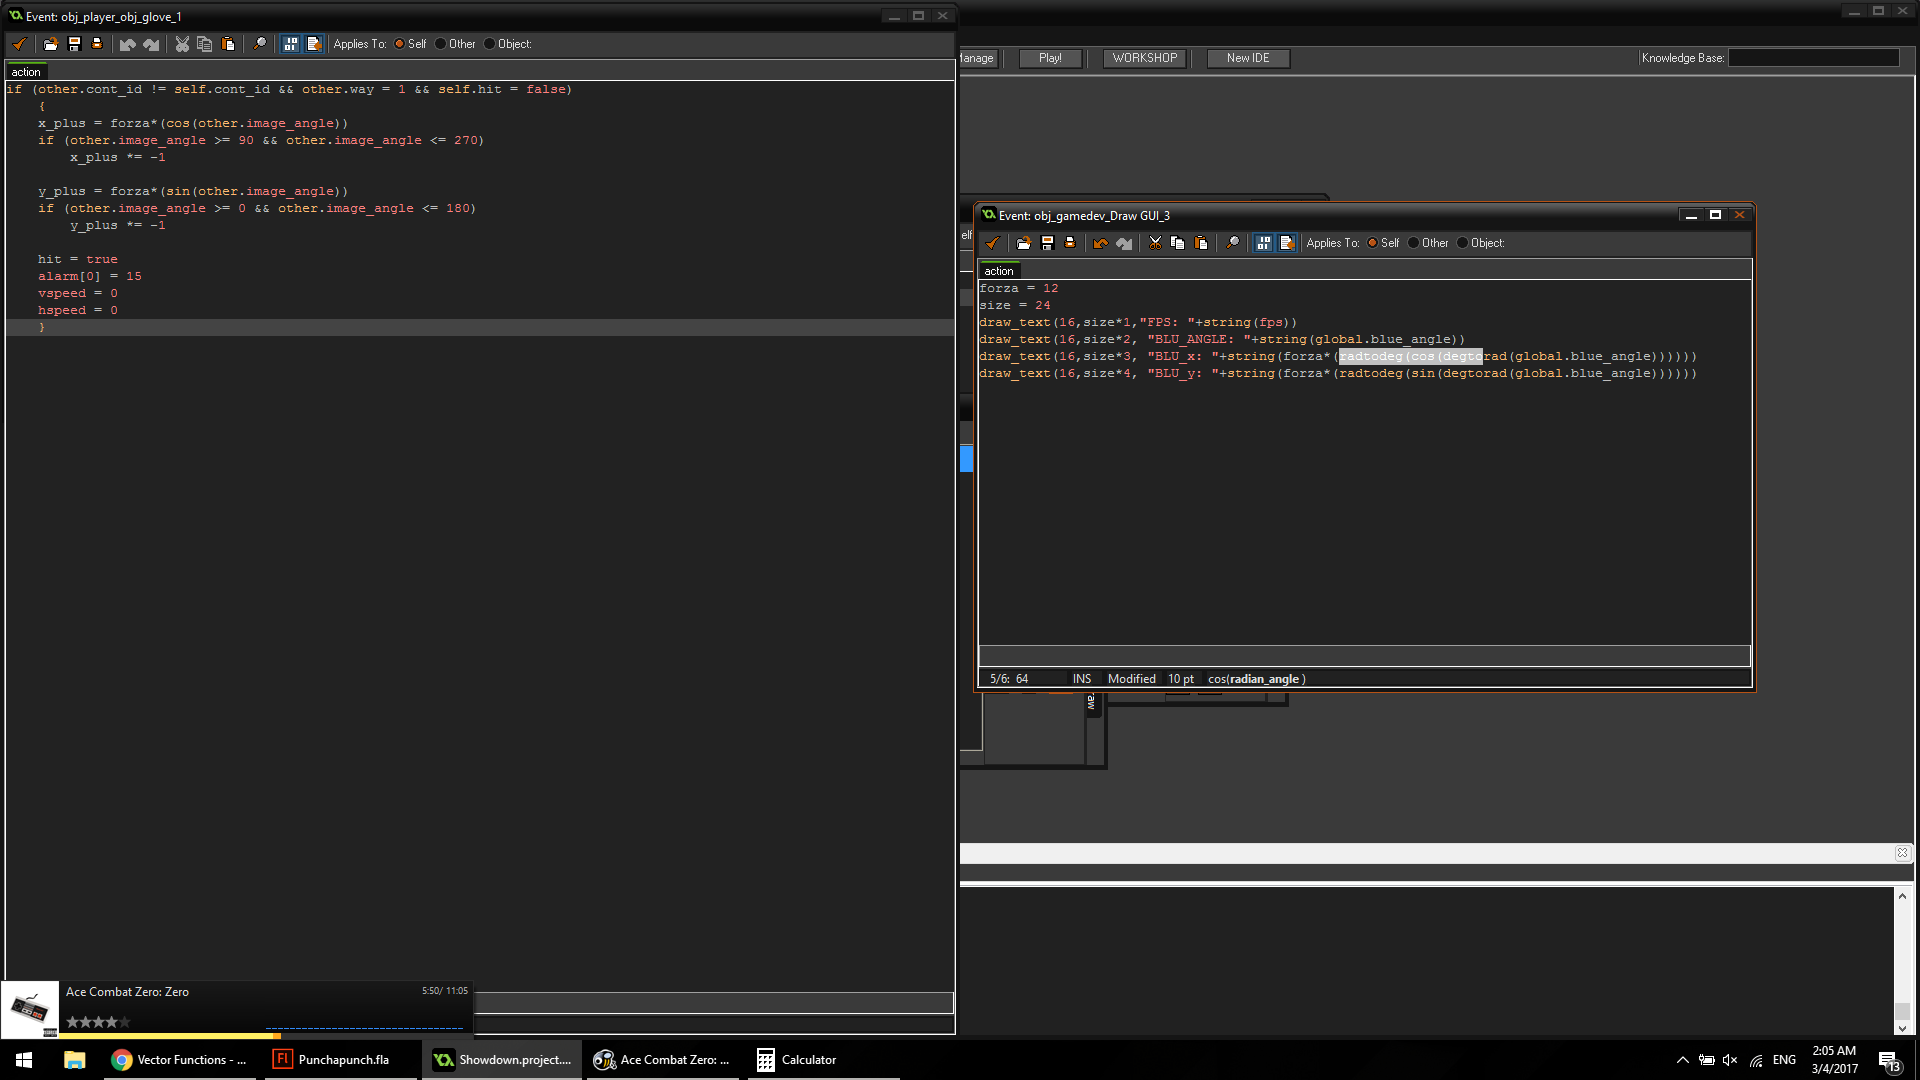 Event: obj_player_obj_glove_1
Applies To: Self Other Object:
action
if (other.cont_id != self.cont_id && other.way = 1 && self.hit = false)
{
x_plus = forza*(cos(other.image_angle))
if (other.image_angle >= 90 && other.image_angle <= 270)
x_plus *= -1
y_plus = forza*(sin(other.image_angle))
if (other.image_angle >= 0 && other.image_angle <= 180)
y_plus *= -1
hit = true
alarm[0] = 15
vspeed = 0
hspeed = 0
}
Manage Play! WORKSHOP New IDE Knowledge Base:
Event: obj_gamedev_Draw GUI_3
Applies To: Self Other Object:
action
forza = 12
size = 24
draw_text(16,size*1,"FPS: "+string(fps))
draw_text(16,size*2, "BLU_ANGLE: "+string(global.blue_angle))
draw_text(16,size*3, "BLU_x: "+string(forza*(radtodeg(cos(degtorad(global.blue_angle))))))
draw_text(16,size*4, "BLU_y: "+string(forza*(radtodeg(sin(degtorad(global.blue_angle))))))
5/6: 64 INS Modified 10 pt cos(radian_angle )
Ace Combat Zero: Zero 5:50/ 11:05
Vector Functions - ... Punchapunch.fla Showdown.project.... Ace Combat Zero: ... Calculator
ENG 2:05 AM
3/4/2017 13